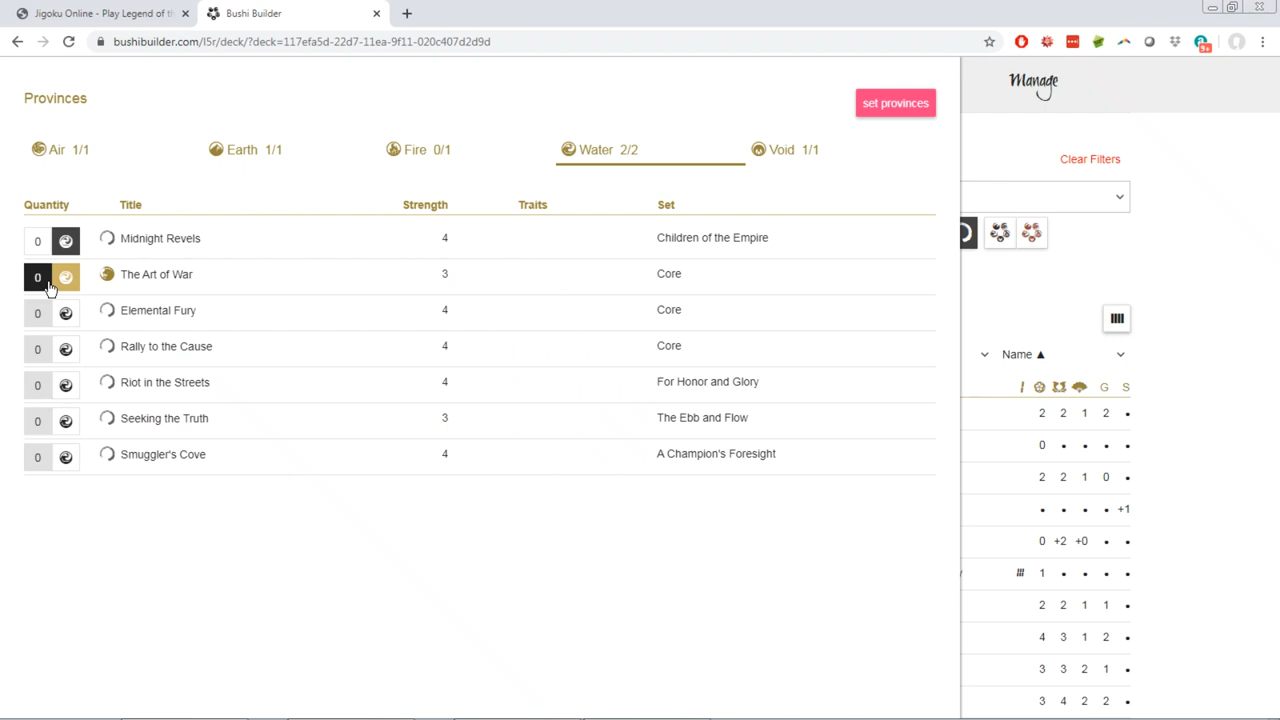 Jigoku Online - Play Legend of th
Bushi Builder
bushibuilder.com/l5r/deck/?deck=117efa5d-22d7-11ea-9f11-020c407d2d9d
9+
Provinces
set provinces
Manage
Air 1/1
Earth 1/1
Fire 0/1
Water 2/2
Void 1/1
Clear Filters
Quantity Title Strength Traits Set
0 Midnight Revels 4 Children of the Empire
0 The Art of War 3 Core
0 Elemental Fury 4 Core
0 Rally to the Cause 4 Core
0 Riot in the Streets 4 For Honor and Glory
0 Seeking the Truth 3 The Ebb and Flow
0 Smuggler's Cove 4 A Champion's Foresight
Name ▲
G S
2 2 1 2 •
0 • • • •
2 2 1 0 •
• • • • +1
0 +2 +0 • •
1 • • • •
2 2 1 1 •
4 3 1 2 •
3 3 2 1 •
3 4 2 2 •